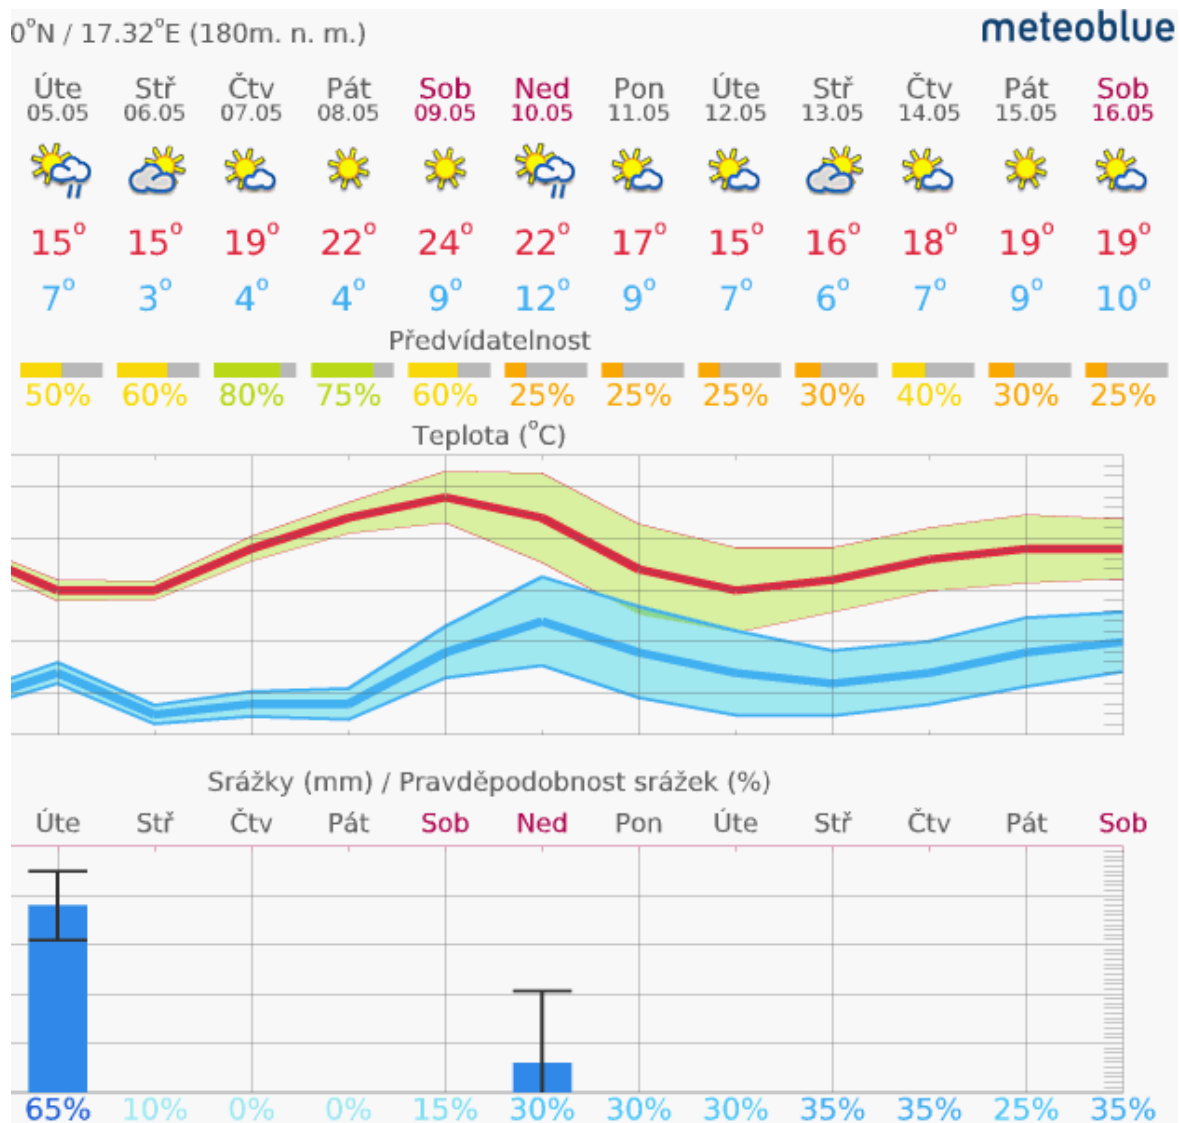 0°N / 17.32°E (180m. n. m.) meteoblue
Úte Stř Čtv Pát Sob Ned Pon Úte Stř Čtv Pát Sob
05.05 06.05 07.05 08.05 09.05 10.05 11.05 12.05 13.05 14.05 15.05 16.05
15° 15° 19° 22° 24° 22° 17° 15° 16° 18° 19° 19°
7° 3° 4° 4° 9° 12° 9° 7° 6° 7° 9° 10°
Předvídatelnost
50% 60% 80% 75% 60% 25% 25% 25% 30% 40% 30% 25%
Teplota (°C)
Srážky (mm) / Pravděpodobnost srážek (%)
Úte Stř Čtv Pát Sob Ned Pon Úte Stř Čtv Pát Sob
65% 10% 0% 0% 15% 30% 30% 30% 35% 35% 25% 35%